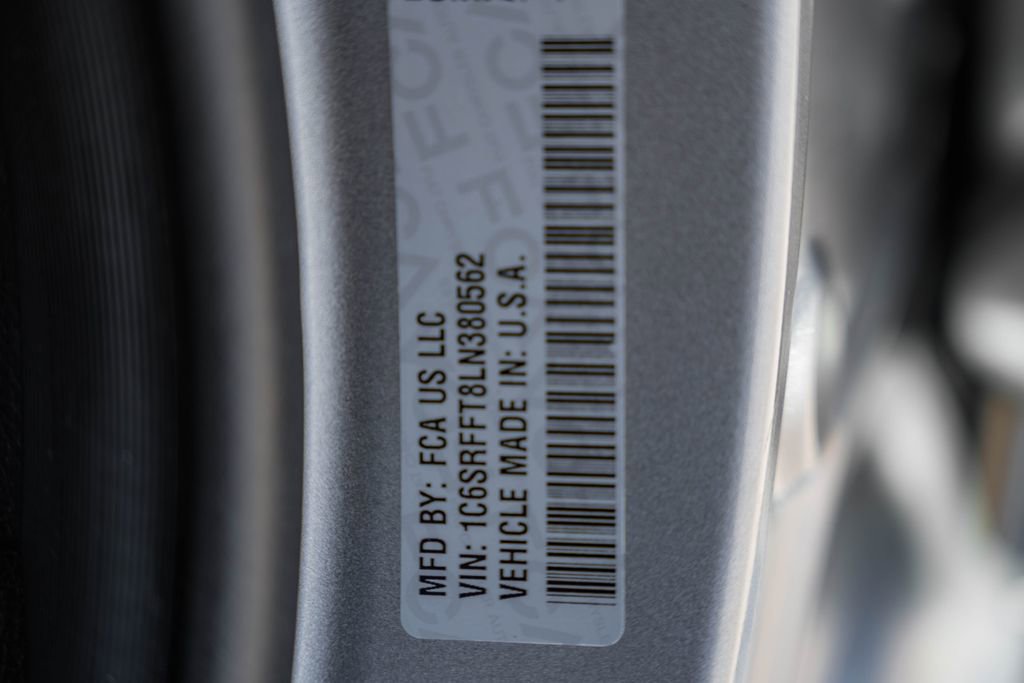 MFD BY: FCA US LLC
VIN: 1C6SRFFT8LN380562
VEHICLE MADE IN: U.S.A.